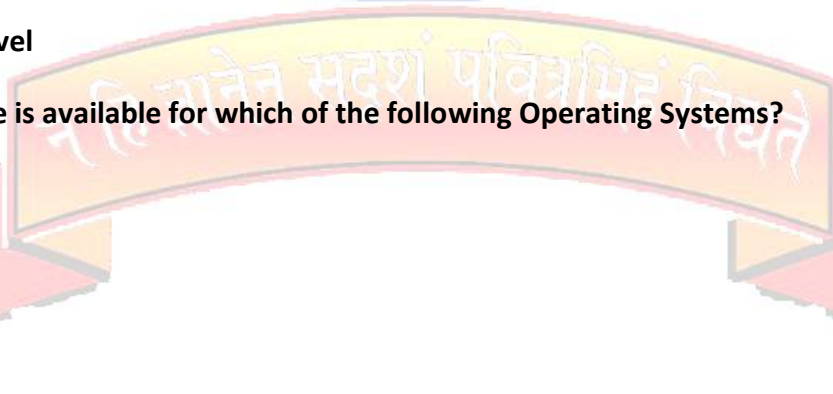 vel
न हि ज्ञानेन सदृशं पवित्रमिह विद्यते
e is available for which of the following Operating Systems?